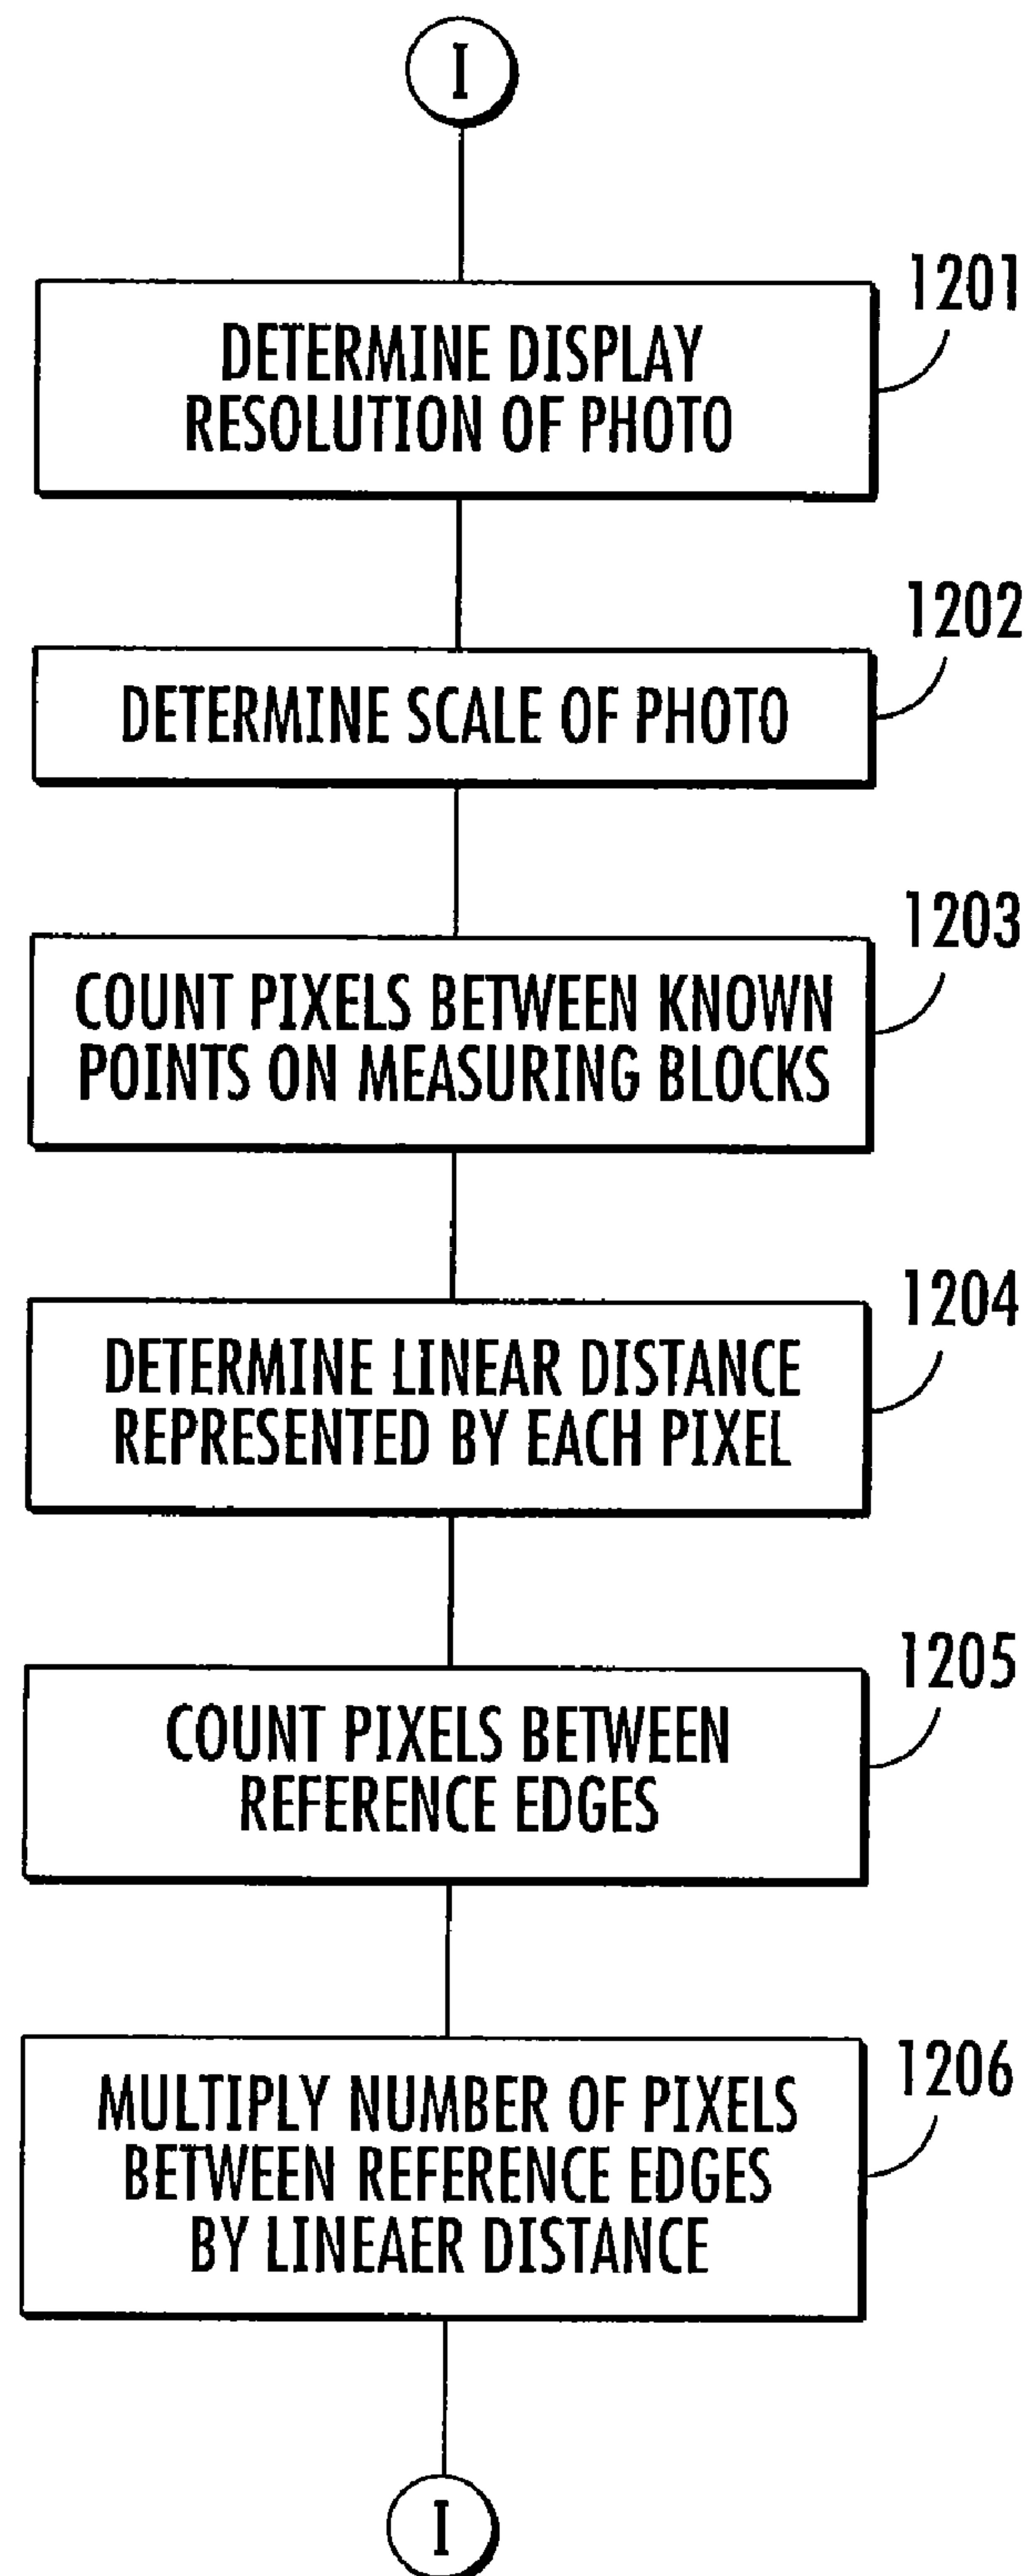 I
1201
DETERMINE DISPLAY
RESOLUTION OF PHOTO
1202
DETERMINE SCALE OF PHOTO
1203
COUNT PIXELS BETWEEN KNOWN
POINTS ON MEASURING BLOCKS
1204
DETERMINE LINEAR DISTANCE
REPRESENTED BY EACH PIXEL
1205
COUNT PIXELS BETWEEN
REFERENCE EDGES
1206
MULTIPLY NUMBER OF PIXELS
BETWEEN REFERENCE EDGES
BY LINEAER DISTANCE
I